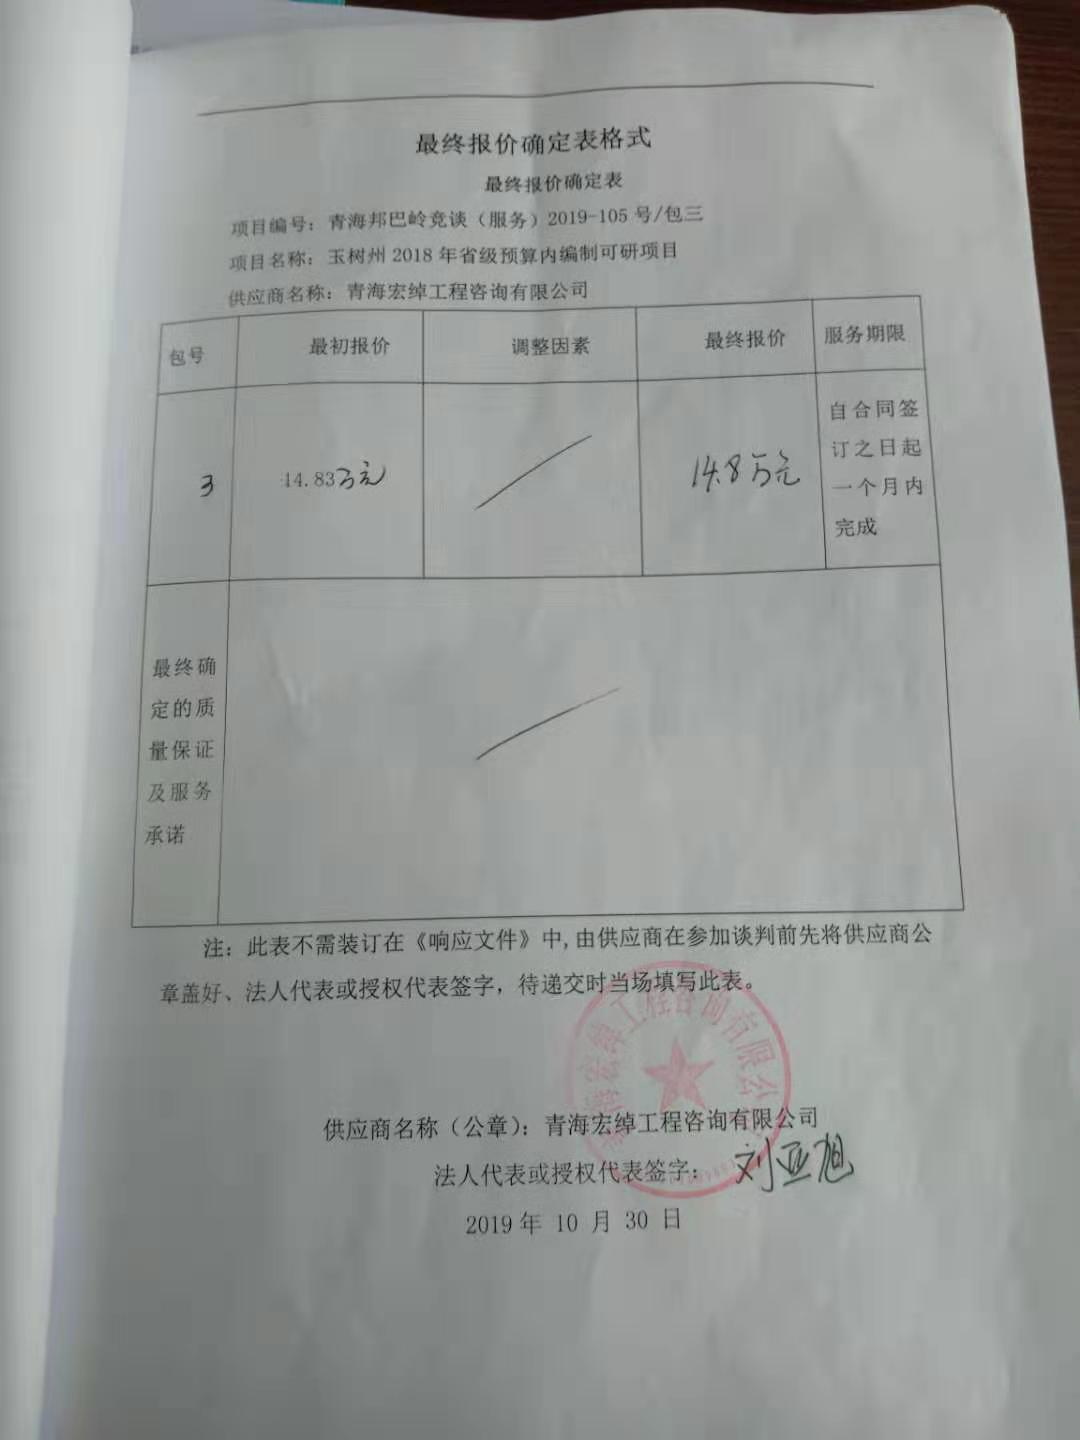 最终报价确定表格式
最终报价确定表
项目编号：青海邦巴岭竞谈（服务）2019-105号/包三
项目名称：玉树州2018年省级预算内编制可研项目
供应商名称：青海宏绰工程咨询有限公司
包号 最初报价 调整因素 最终报价 服务期限
3 14.83万元 14.8万元
自合同签
订之日起
一个月内
完成
最终确
定的质
量保证
及服务
承诺
注：此表不需装订在《响应文件》中,由供应商在参加谈判前先将供应商公
章盖好、法人代表或授权代表签字，待递交时当场填写此表。
供应商名称（公章）：青海宏绰工程咨询有限公司
法人代表或授权代表签字：刘亚旭
2019年 10 月 30 日